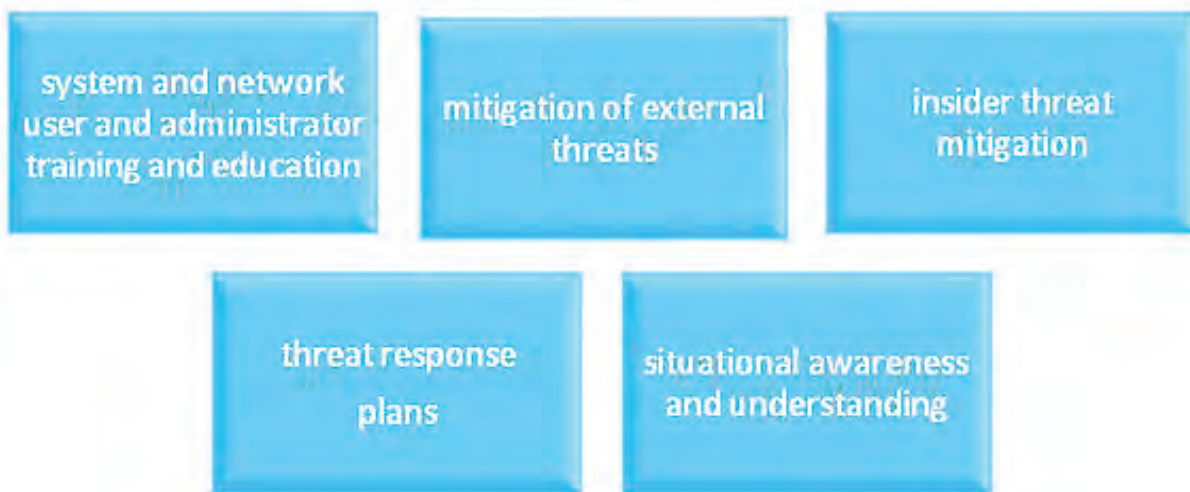 system and network
user and administrator
training and education
mitigation of external
threats
insider threat
mitigation
threat response
plans
situational awareness
and understanding